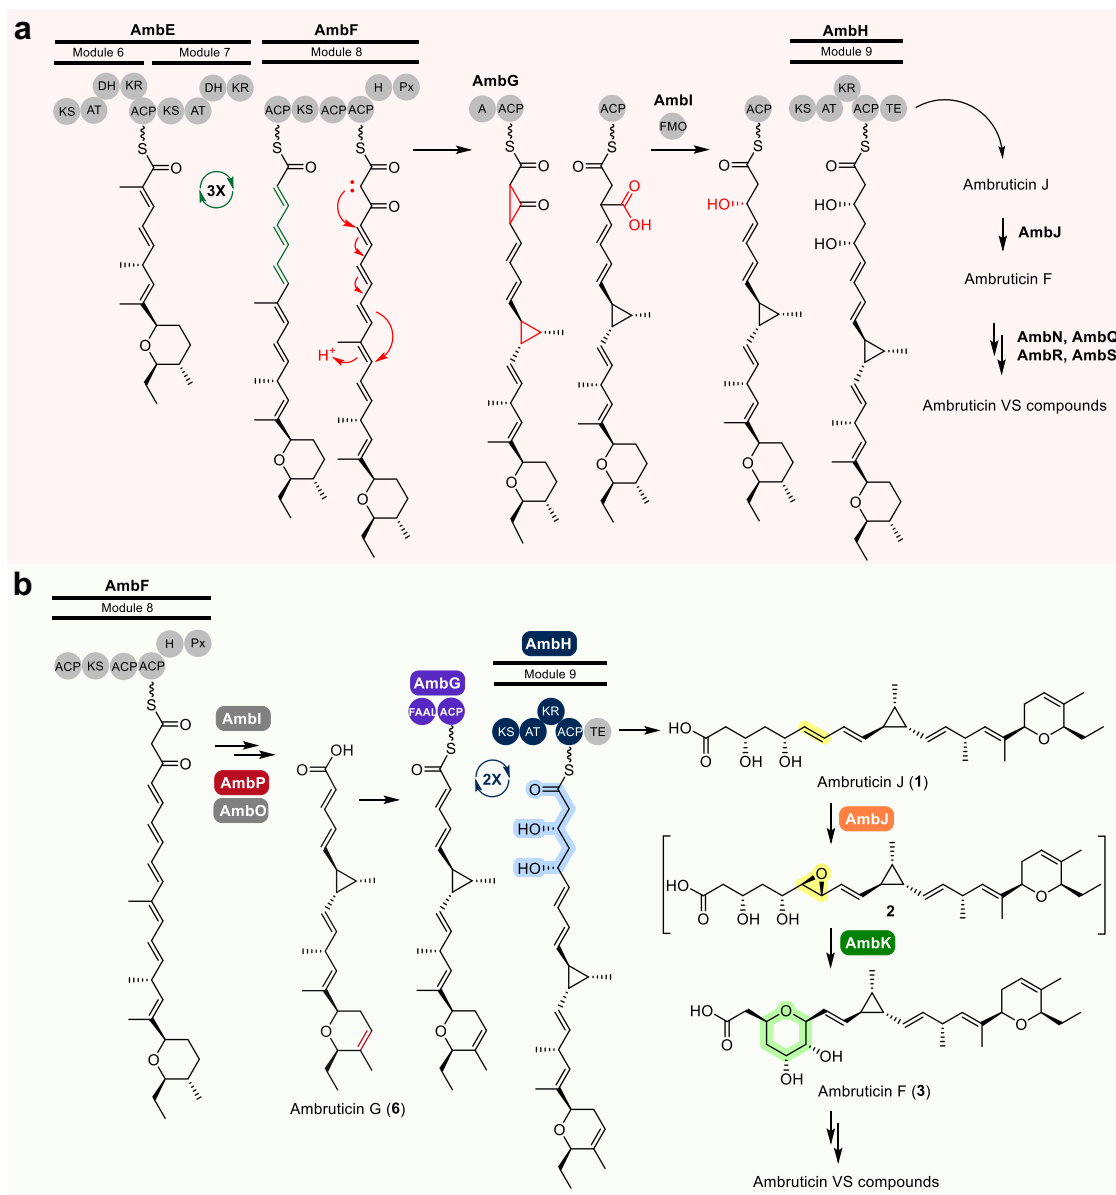 a
AmbE
AmbF
AmbH
Module 6
Module 7
Module 8
Module 9
AmbG
AmbI
DH
KR
DH
KR
H
Px
KS
AT
ACP
KS
AT
ACP
KS
ACP
ACP
A
ACP
ACP
FMO
ACP
KR
KS
AT
ACP
TE
S
O
3X
S
O
S
O
O
S
O
O
S
O
O
OH
S
O
HO
S
O
HO
HO
H+
O
O
O
O
O
O
O
Ambruticin J
AmbJ
Ambruticin F
AmbN, AmbQ
AmbR, AmbS
Ambruticin VS compounds
b
AmbF
Module 8
H
Px
ACP
KS
ACP
ACP
S
O
O
O
AmbI
AmbP
AmbO
OH
O
O
Ambruticin G (6)
AmbG
FAAL
ACP
S
O
O
2X
AmbH
Module 9
KR
KS
AT
ACP
TE
S
O
HO
HO
O
HO
O
OH
OH
O
Ambruticin J (1)
AmbJ
HO
O
OH
OH
O
O
2
AmbK
HO
O
O
OH
OH
O
Ambruticin F (3)
Ambruticin VS compounds